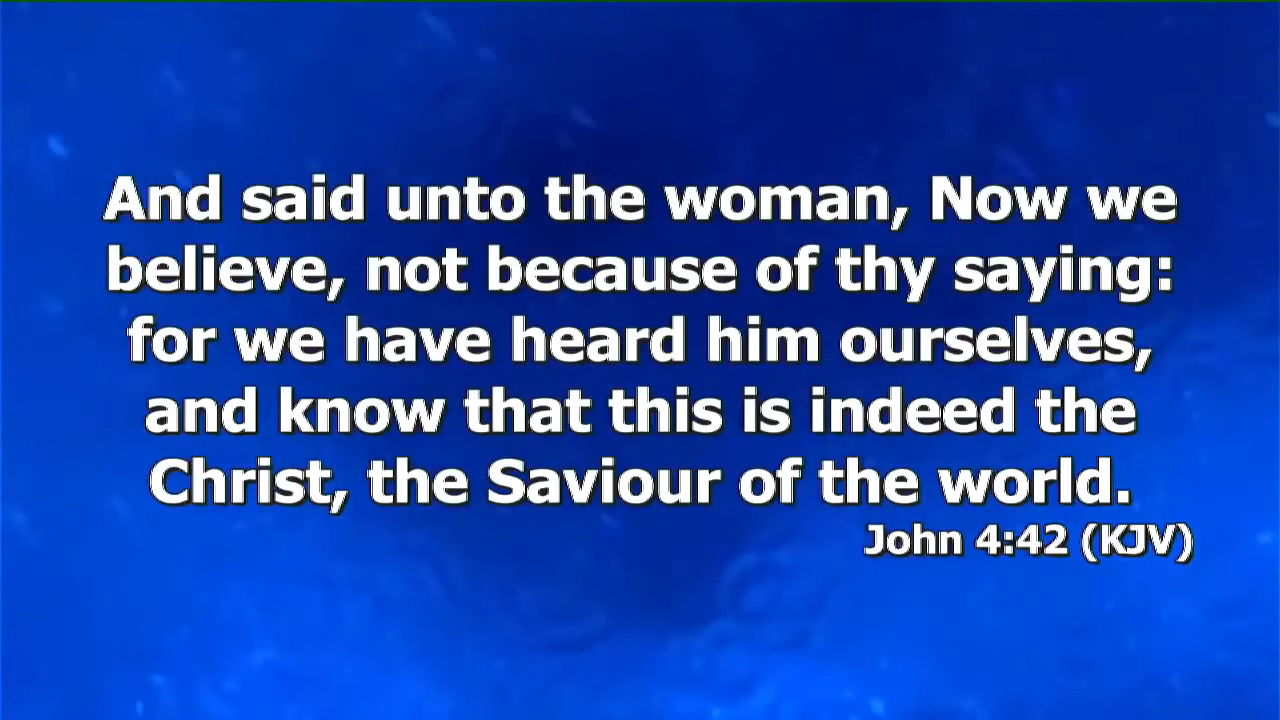 And said unto the woman, Now we
believe, not because of thy saying:
for we have heard him ourselves,
and know that this is indeed the
Christ, the Saviour of the world.
John 4:42 (KJV)